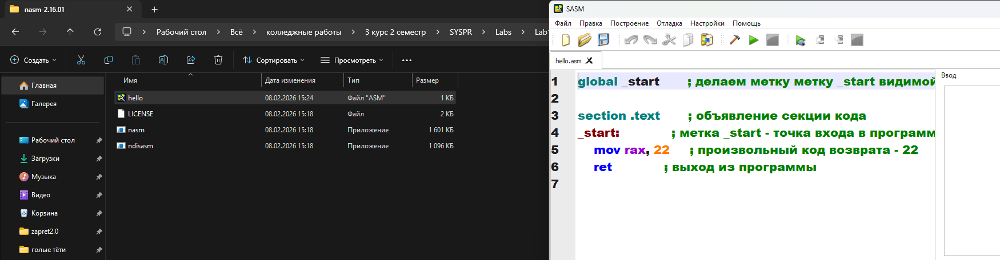 nasm-2.16.01
Рабочий стол > Всё > колледжные работы > 3 курс 2 семестр > SYSPR > Labs > Lab1
Создать
Сортировать
Просмотреть
Имя Дата изменения Тип Размер
Главная
Галерея
Рабочий стол
Загрузки
Музыка
Видео
Корзина
zapret2.0
голые тёти
hello 08.02.2026 15:24 Файл "ASM" 1 КБ
LICENSE 08.02.2026 15:18 Файл 2 КБ
nasm 08.02.2026 15:18 Приложение 1 601 КБ
ndisasm 08.02.2026 15:18 Приложение 1 096 КБ
SASM
Файл Правка Построение Отладка Настройки Помощь
hello.asm
1 global _start ; делаем метку метку _start видимой
2
3 section .text ; объявление секции кода
4 _start: ; метка _start - точка входа в програм
5 mov rax, 22 ; произвольный код возврата - 22
6 ret ; выход из программы
7
Ввод